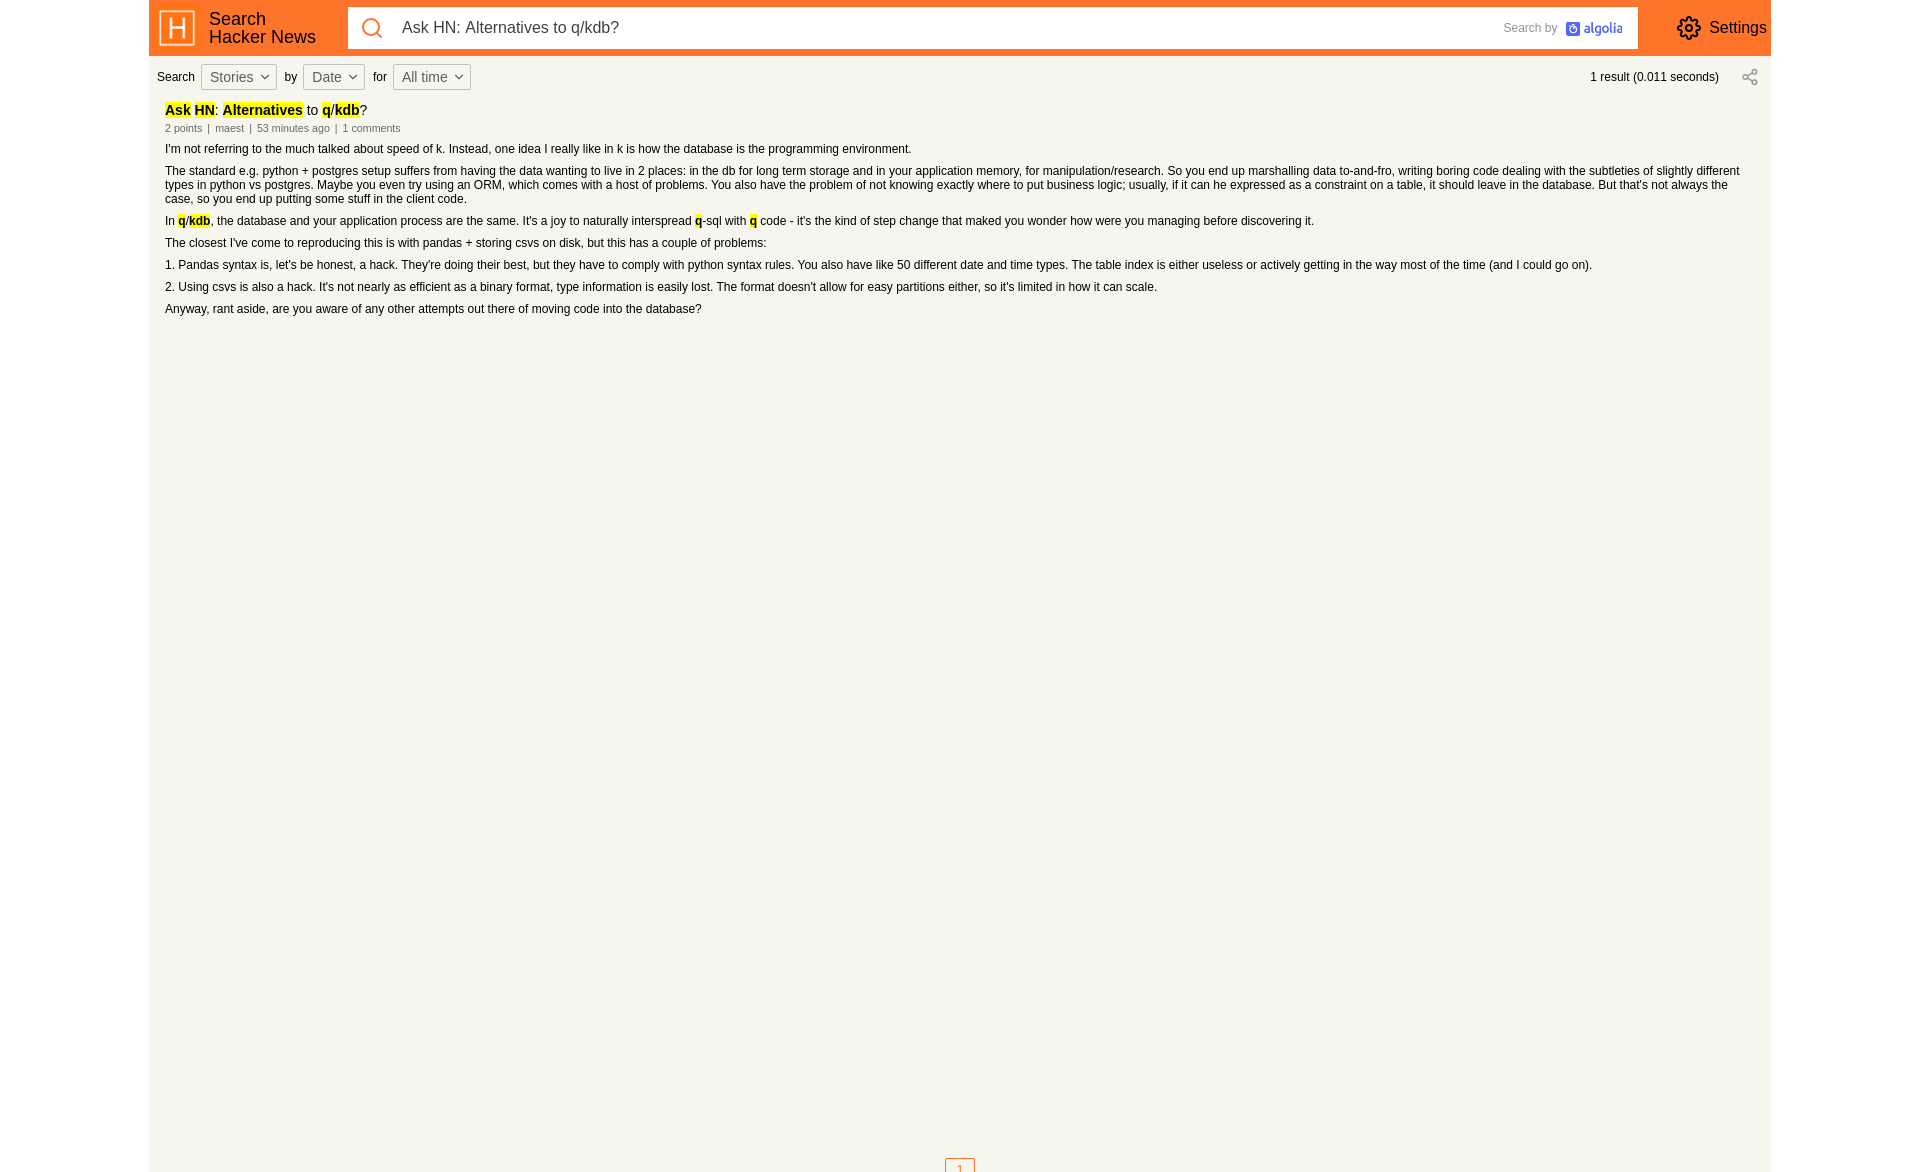 Search
Hacker News
Ask HN: Alternatives to q/kdb?
Search by algolia
Settings
Search Stories by Date for All time
1 result (0.011 seconds)
Ask HN: Alternatives to q/kdb?
2 points | maest | 53 minutes ago | 1 comments
I'm not referring to the much talked about speed of k. Instead, one idea I really like in k is how the database is the programming environment.
The standard e.g. python + postgres setup suffers from having the data wanting to live in 2 places: in the db for long term storage and in your application memory, for manipulation/research. So you end up marshalling data to-and-fro, writing boring code dealing with the subtleties of slightly different
types in python vs postgres. Maybe you even try using an ORM, which comes with a host of problems. You also have the problem of not knowing exactly where to put business logic; usually, if it can he expressed as a constraint on a table, it should leave in the database. But that's not always the
case, so you end up putting some stuff in the client code.
In q/kdb, the database and your application process are the same. It's a joy to naturally interspread q-sql with q code - it's the kind of step change that maked you wonder how were you managing before discovering it.
The closest I've come to reproducing this is with pandas + storing csvs on disk, but this has a couple of problems:
1. Pandas syntax is, let's be honest, a hack. They're doing their best, but they have to comply with python syntax rules. You also have like 50 different date and time types. The table index is either useless or actively getting in the way most of the time (and I could go on).
2. Using csvs is also a hack. It's not nearly as efficient as a binary format, type information is easily lost. The format doesn't allow for easy partitions either, so it's limited in how it can scale.
Anyway, rant aside, are you aware of any other attempts out there of moving code into the database?
1